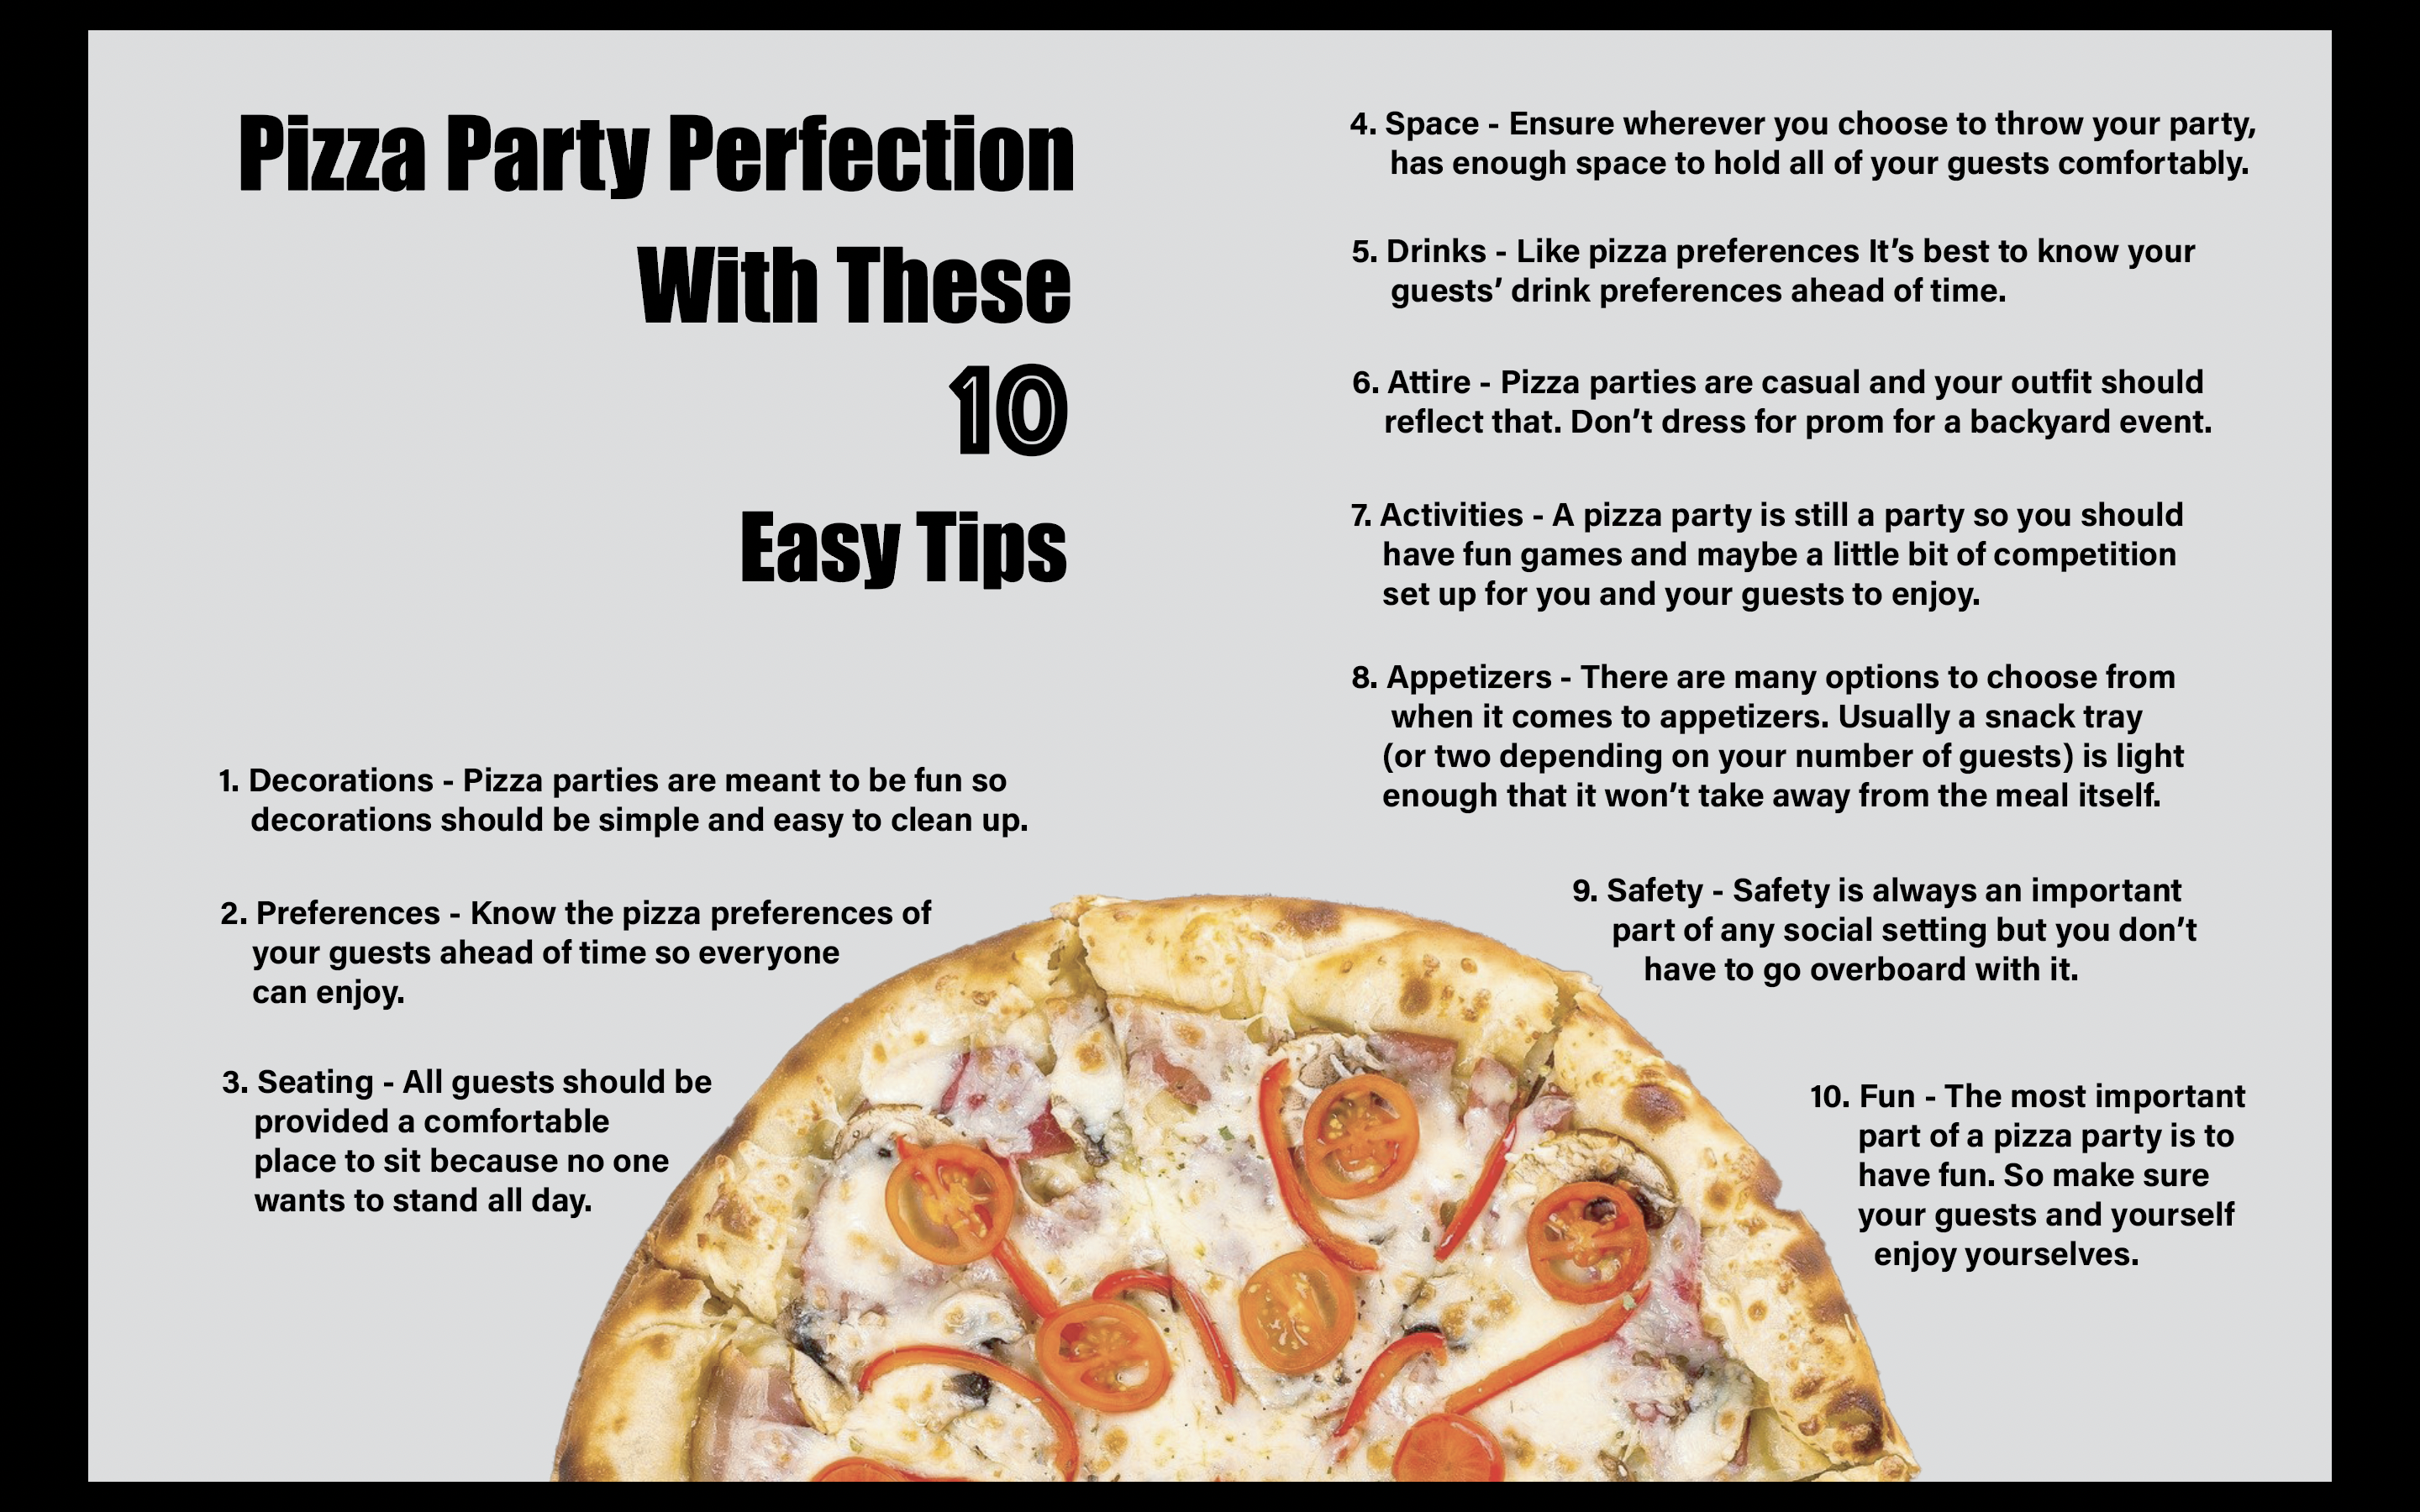 Pizza Party Perfection
With These
10
Easy Tips
1. Decorations - Pizza parties are meant to be fun so
decorations should be simple and easy to clean up.
2. Preferences - Know the pizza preferences of
your guests ahead of time so everyone
can enjoy.
3. Seating - All guests should be
provided a comfortable
place to sit because no one
wants to stand all day.
4. Space - Ensure wherever you choose to throw your party,
has enough space to hold all of your guests comfortably.
5. Drinks - Like pizza preferences It’s best to know your
guests’ drink preferences ahead of time.
6. Attire - Pizza parties are casual and your outfit should
reflect that. Don’t dress for prom for a backyard event.
7. Activities - A pizza party is still a party so you should
have fun games and maybe a little bit of competition
set up for you and your guests to enjoy.
8. Appetizers - There are many options to choose from
when it comes to appetizers. Usually a snack tray
(or two depending on your number of guests) is light
enough that it won’t take away from the meal itself.
9. Safety - Safety is always an important
part of any social setting but you don’t
have to go overboard with it.
10. Fun - The most important
part of a pizza party is to
have fun. So make sure
your guests and yourself
enjoy yourselves.